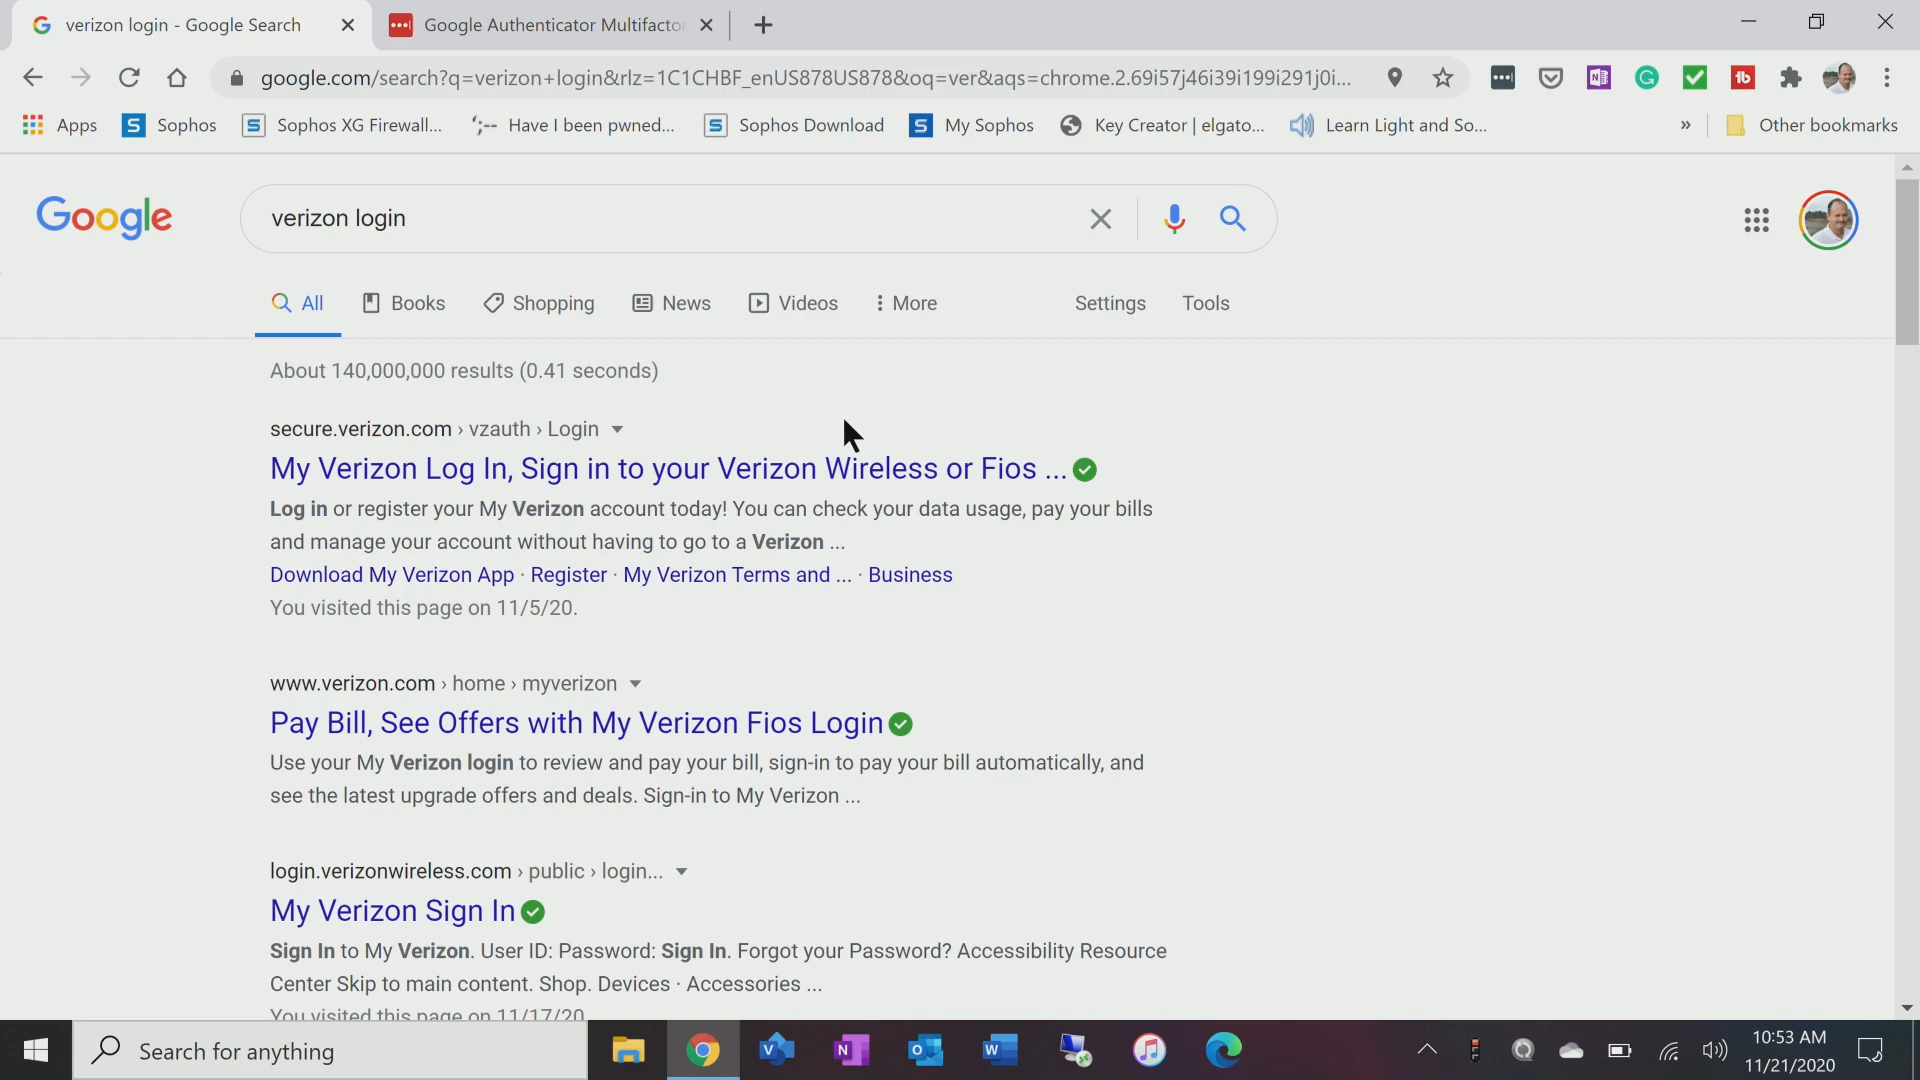 verizon login - Google Search
Google Authenticator Multifactor
google.com/search?q=verizon+login&rlz=1C1CHBF_enUS878US878&oq=ver&aqs=chrome.2.69i57j46i39i199i291j0i...
Apps
Sophos
Sophos XG Firewall...
Have I been pwned...
Sophos Download
My Sophos
Key Creator | elgato...
Learn Light and So...
»
Other bookmarks
Google
verizon login
All
Books
Shopping
News
Videos
More
Settings
Tools
About 140,000,000 results (0.41 seconds)
secure.verizon.com › vzauth › Login
My Verizon Log In, Sign in to your Verizon Wireless or Fios ...
Log in or register your My Verizon account today! You can check your data usage, pay your bills
and manage your account without having to go to a Verizon ...
Download My Verizon App · Register · My Verizon Terms and ... · Business
You visited this page on 11/5/20.
www.verizon.com › home › myverizon
Pay Bill, See Offers with My Verizon Fios Login
Use your My Verizon login to review and pay your bill, sign-in to pay your bill automatically, and
see the latest upgrade offers and deals. Sign-in to My Verizon ...
login.verizonwireless.com › public › login...
My Verizon Sign In
Sign In to My Verizon. User ID: Password: Sign In. Forgot your Password? Accessibility Resource
Center Skip to main content. Shop. Devices · Accessories ...
You visited this page on 11/17/20.
Search for anything
10:53 AM
11/21/2020